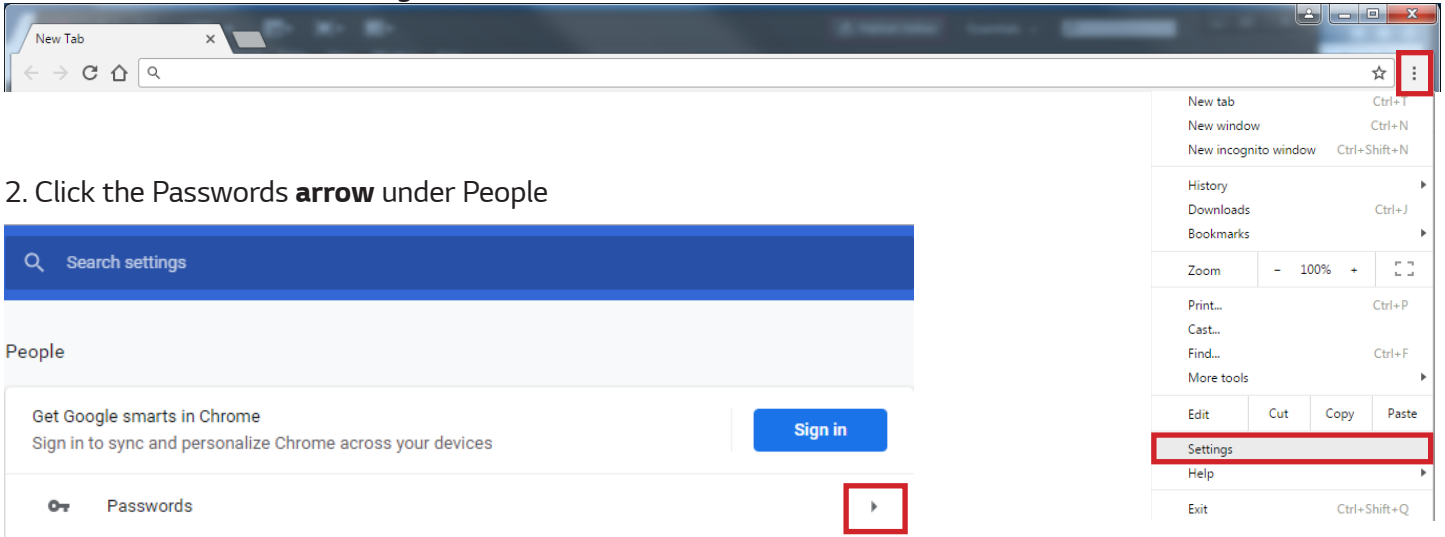 New Tab
New tab Ctrl+T
New window Ctrl+N
New incognito window Ctrl+Shift+N
History
Downloads Ctrl+J
Bookmarks
Zoom - 100% +
Print... Ctrl+P
Cast...
Find... Ctrl+F
More tools
Edit Cut Copy Paste
Settings
Help
Exit Ctrl+Shift+Q
2. Click the Passwords arrow under People
Search settings
People
Get Google smarts in Chrome
Sign in to sync and personalize Chrome across your devices
Sign in
Passwords